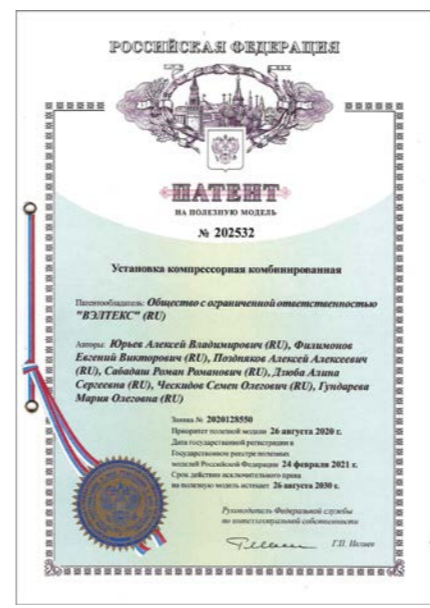 РОССИЙСКАЯ ФЕДЕРАЦИЯ
ПАТЕНТ
НА ПОЛЕЗНУЮ МОДЕЛЬ
№ 202532
Установка компрессорная комбинированная
Патентообладатель: Общество с ограниченной ответственностью
"ВЭЛТЕКС" (RU)
Авторы: Юрьев Алексей Владимирович (RU), Филимонов
Евгений Викторович (RU), Поздняков Алексей Алексеевич
(RU), Сабадаш Роман Романович (RU), Дзюба Алина
Сергеевна (RU), Ческидов Семен Олегович (RU), Гундарева
Мария Олеговна (RU)
Заявка № 2020128550
Приоритет полезной модели 26 августа 2020 г.
Дата государственной регистрации в
Государственном реестре полезных
моделей Российской Федерации 24 февраля 2021 г.
Срок действия исключительного права
на полезную модель истекает 26 августа 2030 г.
Руководитель Федеральной службы
по интеллектуальной собственности
Г.П. Ивлиев